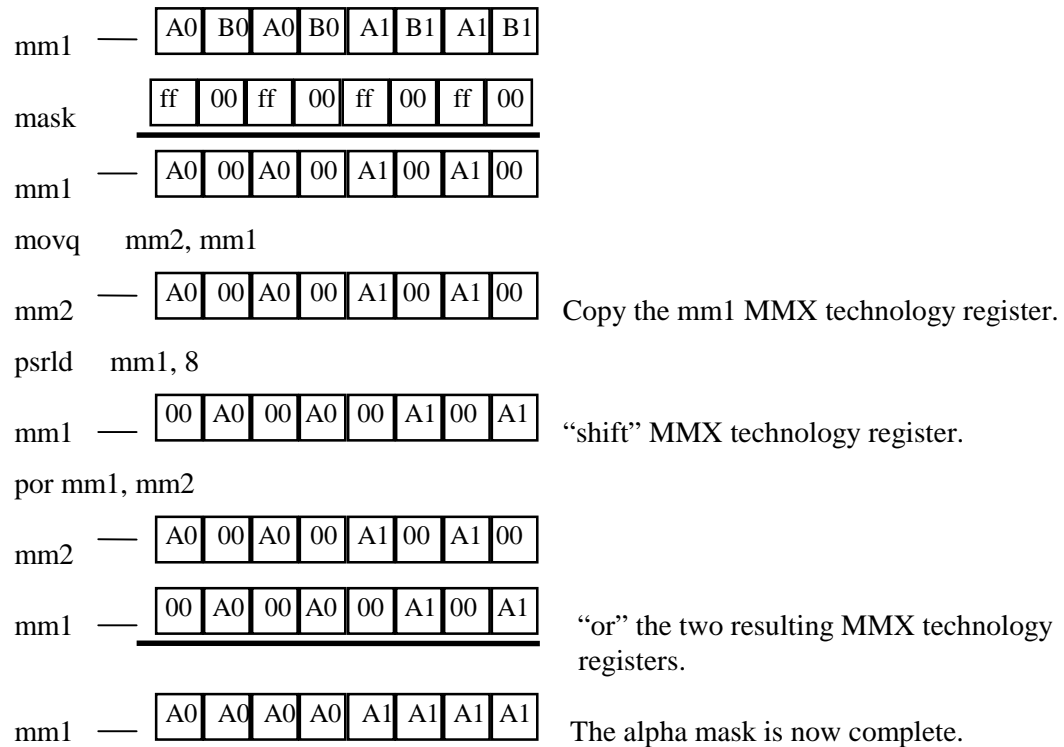 mm1 — A0 B0 A0 B0 A1 B1 A1 B1
mask ff 00 ff 00 ff 00 ff 00
mm1 — A0 00 A0 00 A1 00 A1 00
movq mm2, mm1
mm2 — A0 00 A0 00 A1 00 A1 00 Copy the mm1 MMX technology register.
psrld mm1, 8
mm1 — 00 A0 00 A0 00 A1 00 A1 “shift” MMX technology register.
por mm1, mm2
mm2 — A0 00 A0 00 A1 00 A1 00
mm1 — 00 A0 00 A0 00 A1 00 A1 “or” the two resulting MMX technology
registers.
mm1 — A0 A0 A0 A0 A1 A1 A1 A1 The alpha mask is now complete.